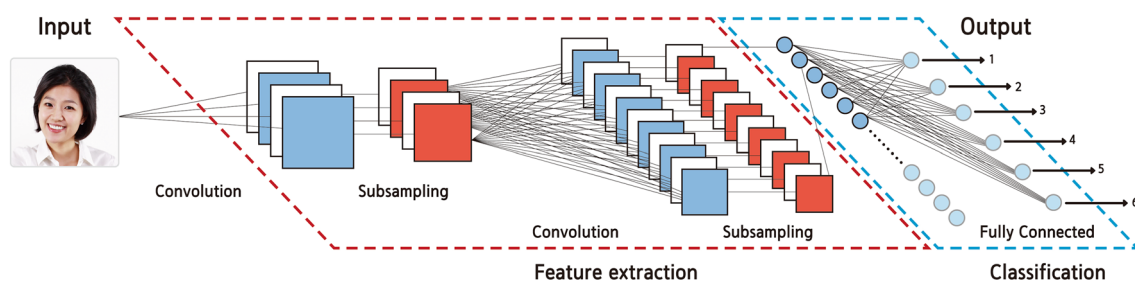 Input
Output
1
2
3
4
5
6
Convolution
Subsampling
Convolution
Subsampling
Fully Connected
Feature extraction
Classification